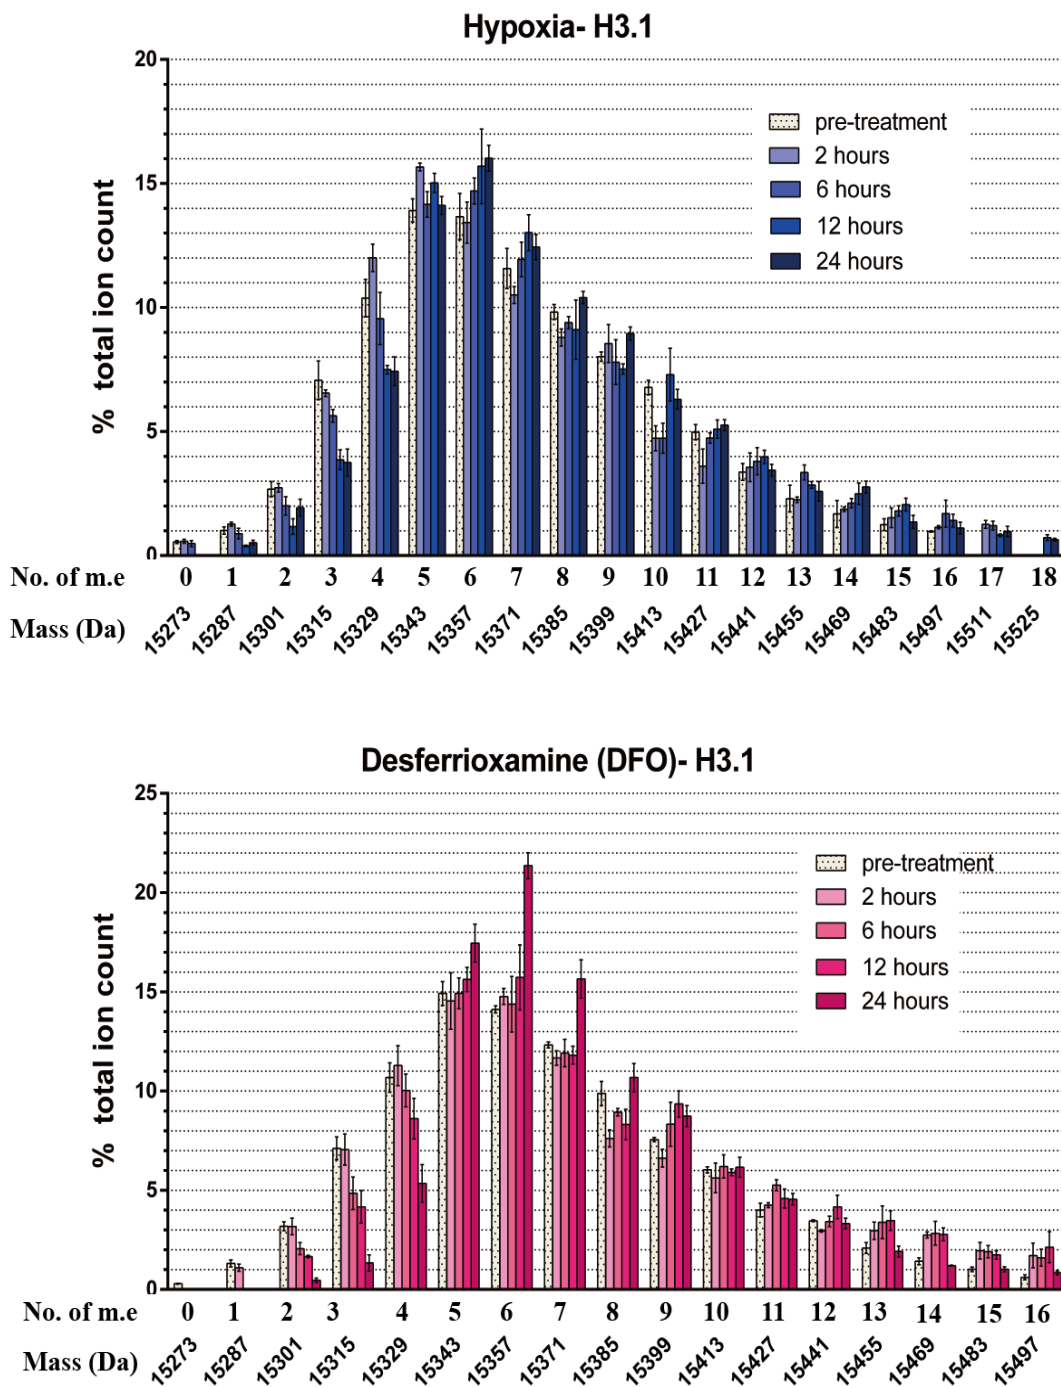 Hypoxia- H3.1
% total ion count
20
15
10
5
0
pre-treatment
2 hours
6 hours
12 hours
24 hours
No. of m.e 0 1 2 3 4 5 6 7 8 9 10 11 12 13 14 15 16 17 18
Mass (Da) 15273 15287 15301 15315 15329 15343 15357 15371 15385 15399 15413 15427 15441 15455 15469 15483 15497 15511 15525
Desferrioxamine (DFO)- H3.1
% total ion count
25
20
15
10
5
0
pre-treatment
2 hours
6 hours
12 hours
24 hours
No. of m.e 0 1 2 3 4 5 6 7 8 9 10 11 12 13 14 15 16
Mass (Da) 15273 15287 15301 15315 15329 15343 15357 15371 15385 15399 15413 15427 15441 15455 15469 15483 15497